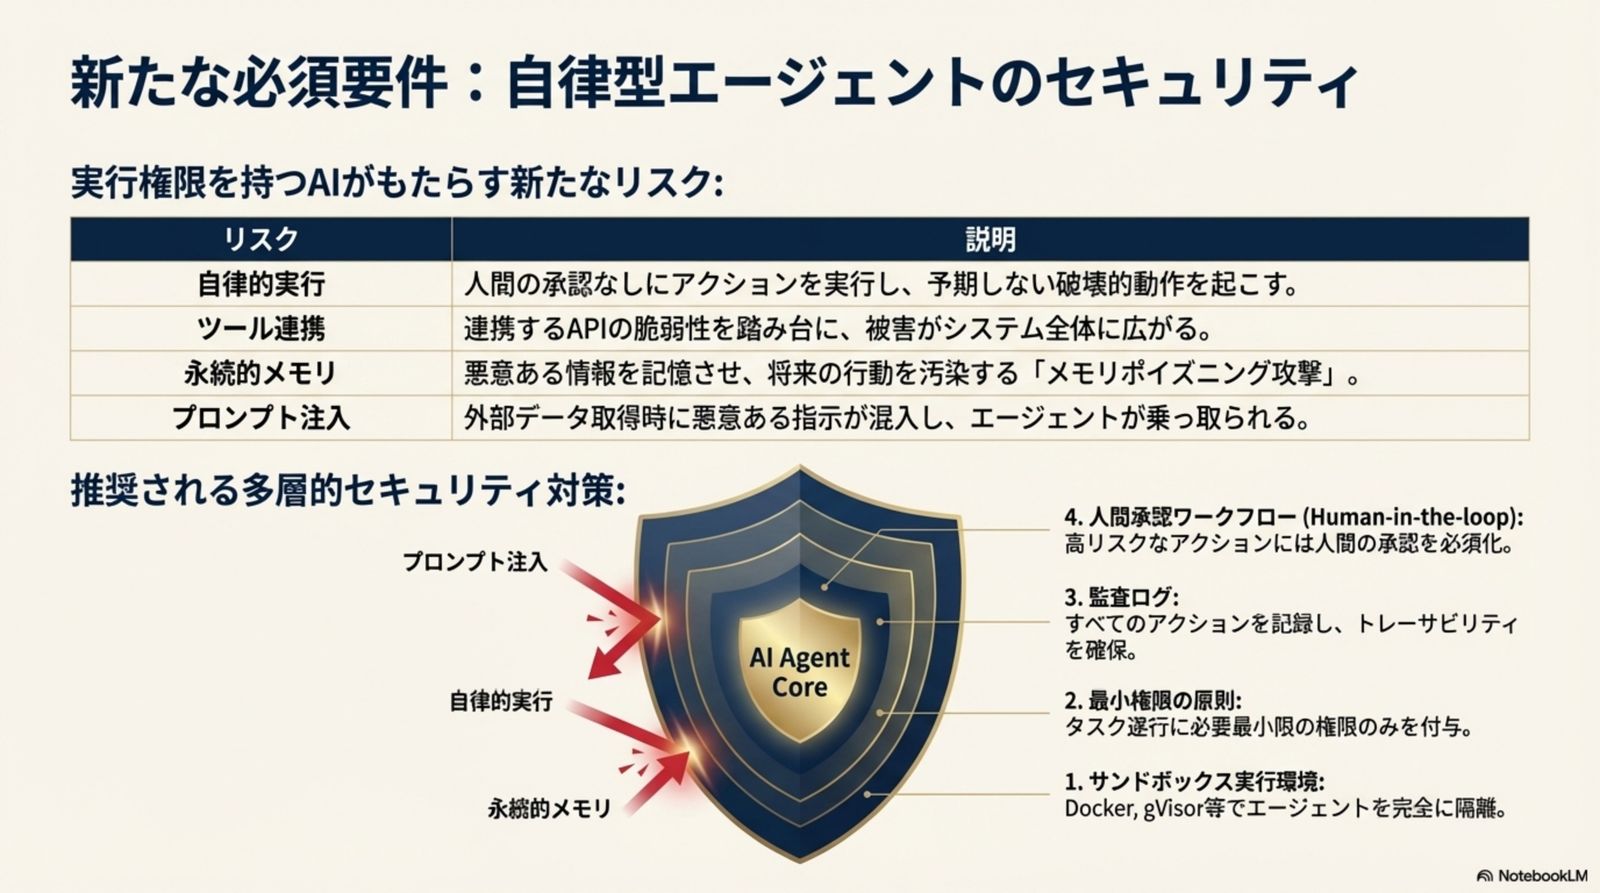 新たな必須要件：自律型エージェントのセキュリティ
実行権限を持つAIがもたらす新たなリスク:
リスク 説明
自律的実行 人間の承認なしにアクションを実行し、予期しない破壊的動作を起こす。
ツール連携 連携するAPIの脆弱性を踏み台に、被害がシステム全体に広がる。
永続的メモリ 悪意ある情報を記憶させ、将来の行動を汚染する「メモリポイズニング攻撃」。
プロンプト注入 外部データ取得時に悪意ある指示が混入し、エージェントが乗っ取られる。
推奨される多層的セキュリティ対策:
プロンプト注入
自律的実行
永続的メモリ
AI Agent
Core
4. 人間承認ワークフロー (Human-in-the-loop):
高リスクなアクションには人間の承認を必須化。
3. 監査ログ:
すべてのアクションを記録し、トレーサビリティ
を確保。
2. 最小権限の原則:
タスク遂行に必要最小限の権限のみを付与。
1. サンドボックス実行環境:
Docker, gVisor等でエージェントを完全に隔離。
NotebookLM